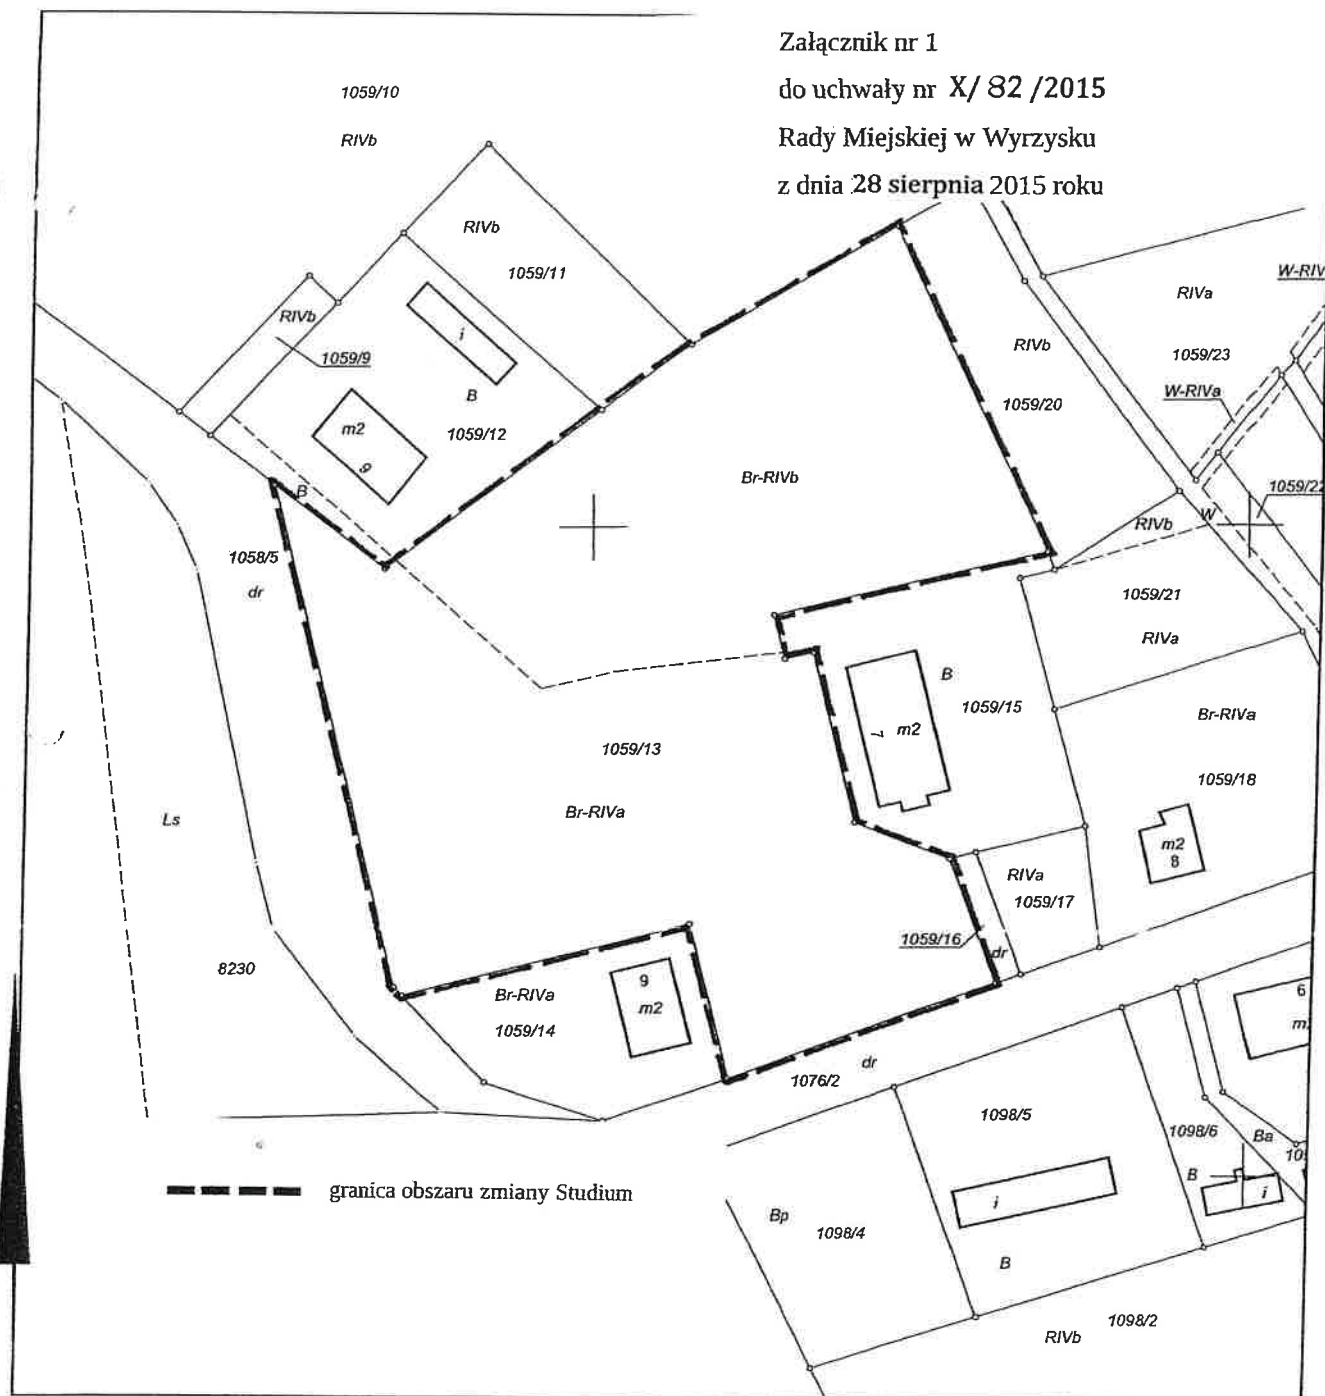 Załącznik nr 1
do uchwały nr X/ 82 /2015
Rady Miejskiej w Wyrzysku
z dnia 28 sierpnia 2015 roku
1059/10
RIVb
RIVb
1059/11
RIVb
1059/9
i
B
m2
9
1059/12
B
RIVa
W-RIV
1059/23
W-RIVa
RIVb
1059/20
Br-RIVb
1059/22
W
RIVb
1058/5
dr
1059/21
RIVa
B
1059/15
7
m2
Br-RIVa
1059/18
m2
8
1059/13
Br-RIVa
Ls
RIVa
1059/17
1059/16
dr
8230
Br-RIVa
1059/14
9
m2
1076/2
dr
6
m
1098/5
1098/6
Ba
109
B
i
i
Bp
1098/4
B
granica obszaru zmiany Studium
RIVb
1098/2